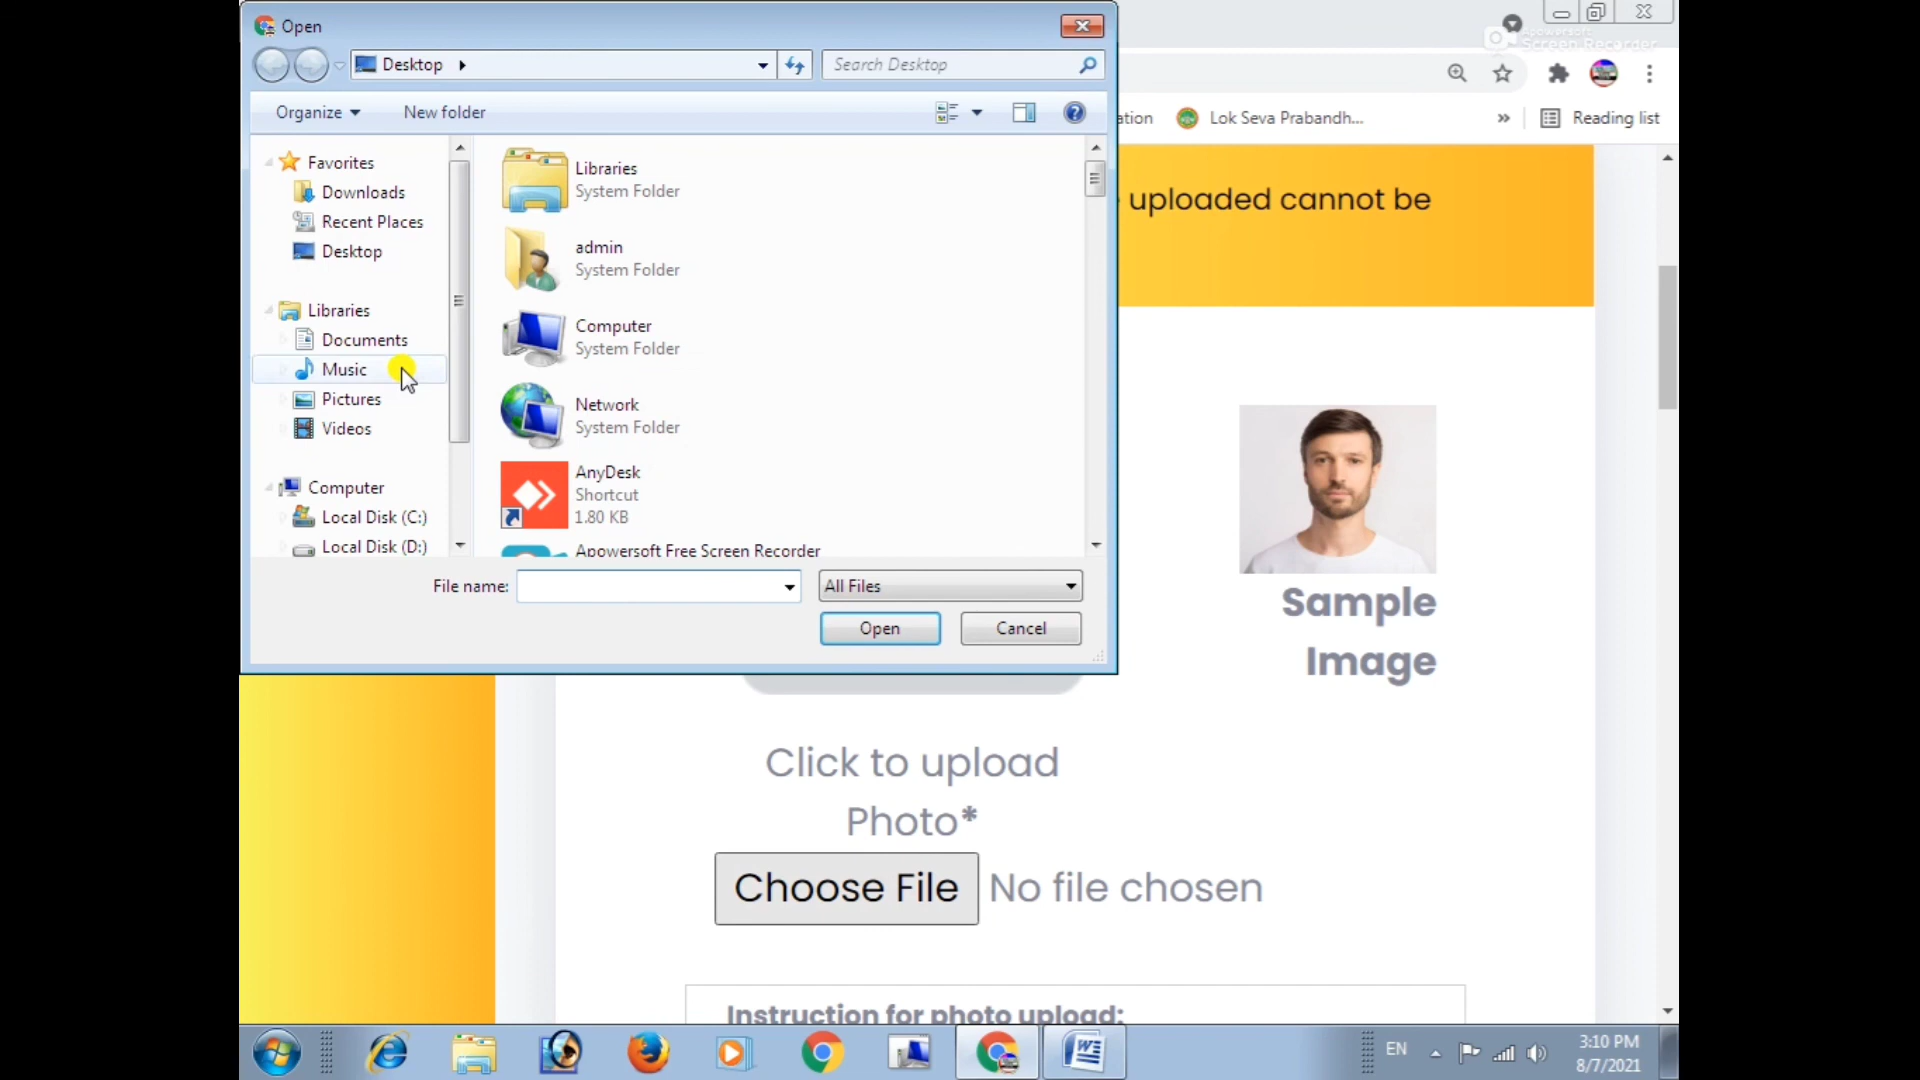 Open
Desktop
Search Desktop
Organize
New folder
Favorites
Downloads
Recent Places
Desktop
Libraries
Documents
Music
Pictures
Videos
Computer
Local Disk (C:)
Local Disk (D:)
Libraries
System Folder
admin
System Folder
Computer
System Folder
Network
System Folder
AnyDesk
Shortcut
1.80 KB
Apowersoft Free Screen Recorder
File name:
All Files
Open
Cancel
Apowersoft
Screen Recorder
ation
Lok Seva Prabandh...
»
Reading list
uploaded cannot be
Sample
Image
Click to upload
Photo*
Choose File No file chosen
Instruction for photo upload:
EN
3:10 PM
8/7/2021